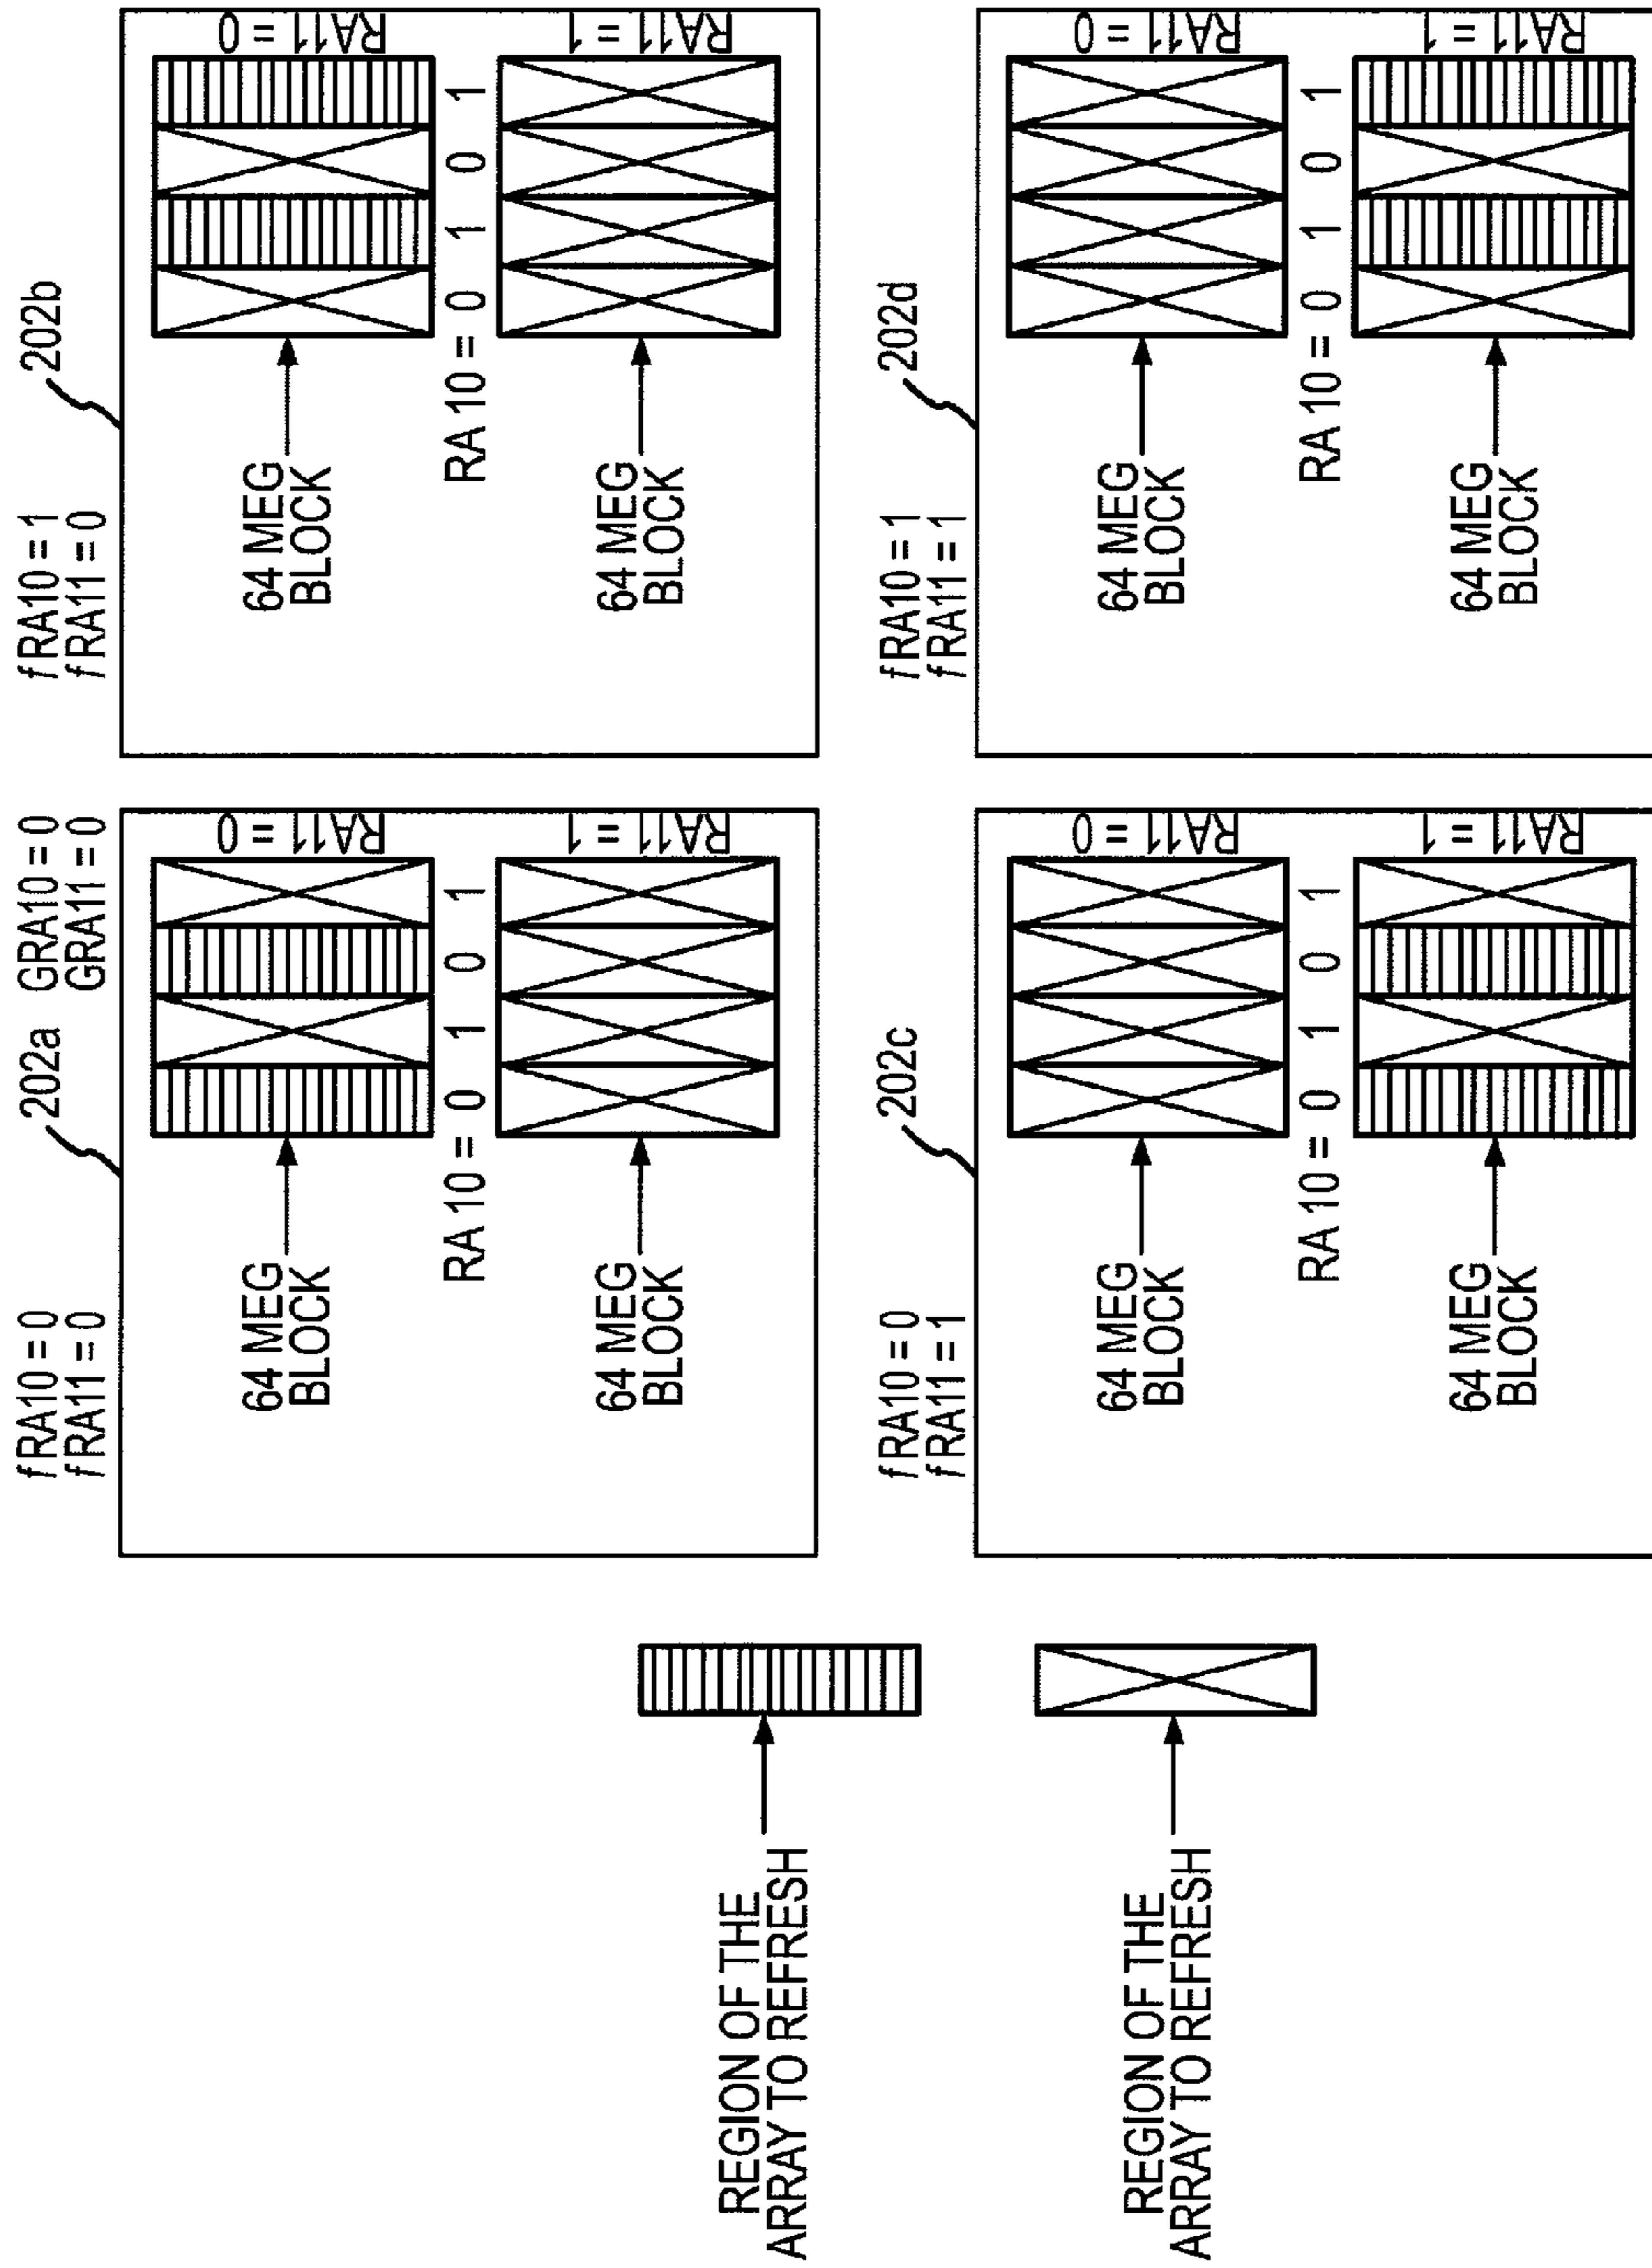 fRA10 = 0
fRA11 = 0
202a
GRA10 = 0
GRA11 = 0
64 MEG
BLOCK
RA11 = 0
RA 10 = 0 1 0 1
64 MEG
BLOCK
RA11 = 1
fRA10 = 1
fRA11 = 0
202b
64 MEG
BLOCK
RA11 = 0
RA 10 = 0 1 0 1
64 MEG
BLOCK
RA11 = 1
REGION OF THE
ARRAY TO REFRESH
fRA10 = 0
fRA11 = 1
202c
64 MEG
BLOCK
RA11 = 0
RA 10 = 0 1 0 1
64 MEG
BLOCK
RA11 = 1
fRA10 = 1
fRA11 = 1
202d
64 MEG
BLOCK
RA11 = 0
RA 10 = 0 1 0 1
64 MEG
BLOCK
RA11 = 1
REGION OF THE
ARRAY TO REFRESH